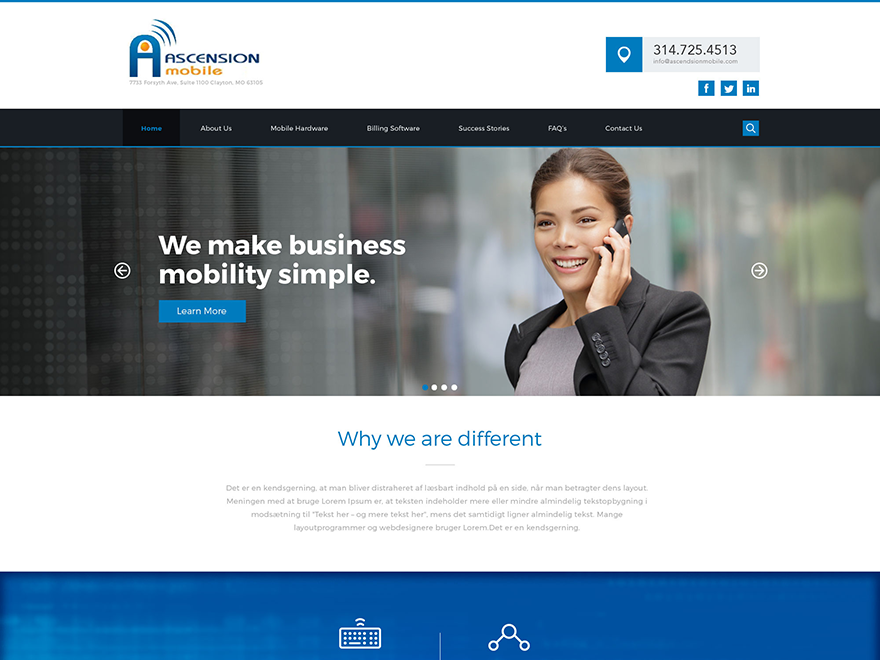 ASCENSION
mobile
7733 Forsyth Ave. Suite 1100 Clayton, MO 63105
314.725.4513
info@ascendsionmobile.com
Home About Us Mobile Hardware Billing Software Success Stories FAQ's Contact Us
We make business
mobility simple.
Learn More
Why we are different
Det er en kendsgerning, at man bliver distraheret af læsbart indhold på en side, når man betragter dens layout.
Meningen med at bruge Lorem Ipsum er, at teksten indeholder mere eller mindre almindelig tekstopbygning i
modsætning til "Tekst her – og mere tekst her", mens det samtidigt ligner almindelig tekst. Mange
layoutprogrammer og webdesignere bruger Lorem.Det er en kendsgerning.